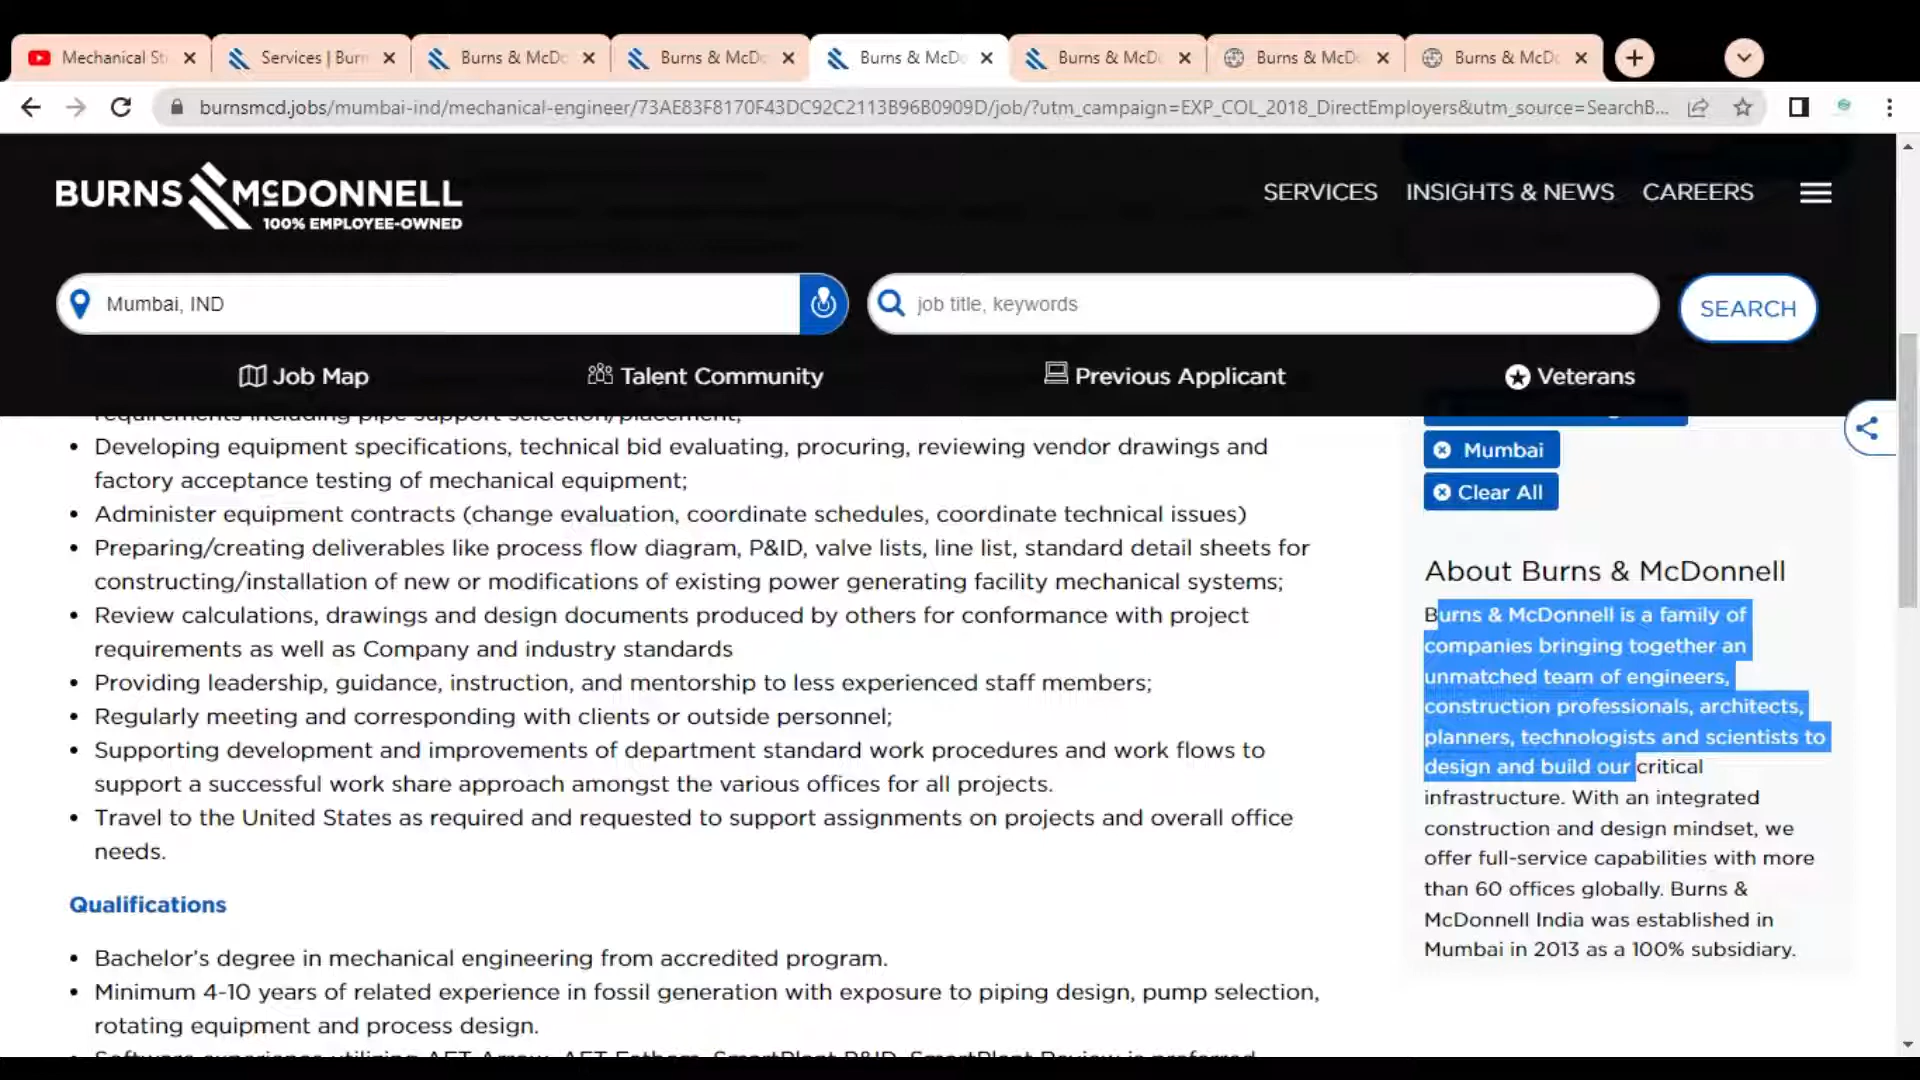 Mechanical St
Services | Burn
Burns & McDo
Burns & McDo
Burns & McDo
Burns & McDo
Burns & McDo
Burns & McDo
burnsmcd.jobs/mumbai-ind/mechanical-engineer/73AE83F8170F43DC92C2113B96B0909D/job/?utm_campaign=EXP_COL_2018_DirectEmployers&utm_source=SearchB...
BURNS McDONNELL
100% EMPLOYEE-OWNED
SERVICES
INSIGHTS & NEWS
CAREERS
Mumbai, IND
job title, keywords
SEARCH
Job Map
Talent Community
Previous Applicant
Veterans
requirements including pipe support selection/placement;
• Developing equipment specifications, technical bid evaluating, procuring, reviewing vendor drawings and
factory acceptance testing of mechanical equipment;
• Administer equipment contracts (change evaluation, coordinate schedules, coordinate technical issues)
• Preparing/creating deliverables like process flow diagram, P&ID, valve lists, line list, standard detail sheets for
constructing/installation of new or modifications of existing power generating facility mechanical systems;
• Review calculations, drawings and design documents produced by others for conformance with project
requirements as well as Company and industry standards
• Providing leadership, guidance, instruction, and mentorship to less experienced staff members;
• Regularly meeting and corresponding with clients or outside personnel;
• Supporting development and improvements of department standard work procedures and work flows to
support a successful work share approach amongst the various offices for all projects.
• Travel to the United States as required and requested to support assignments on projects and overall office
needs.
Qualifications
• Bachelor's degree in mechanical engineering from accredited program.
• Minimum 4-10 years of related experience in fossil generation with exposure to piping design, pump selection,
rotating equipment and process design.
• Software experience utilizing AFT Arrow, AFT Fathom, SmartPlant P&ID, SmartPlant Review is preferred
Mumbai
Clear All
About Burns & McDonnell
Burns & McDonnell is a family of
companies bringing together an
unmatched team of engineers,
construction professionals, architects,
planners, technologists and scientists to
design and build our critical
infrastructure. With an integrated
construction and design mindset, we
offer full-service capabilities with more
than 60 offices globally. Burns &
McDonnell India was established in
Mumbai in 2013 as a 100% subsidiary.